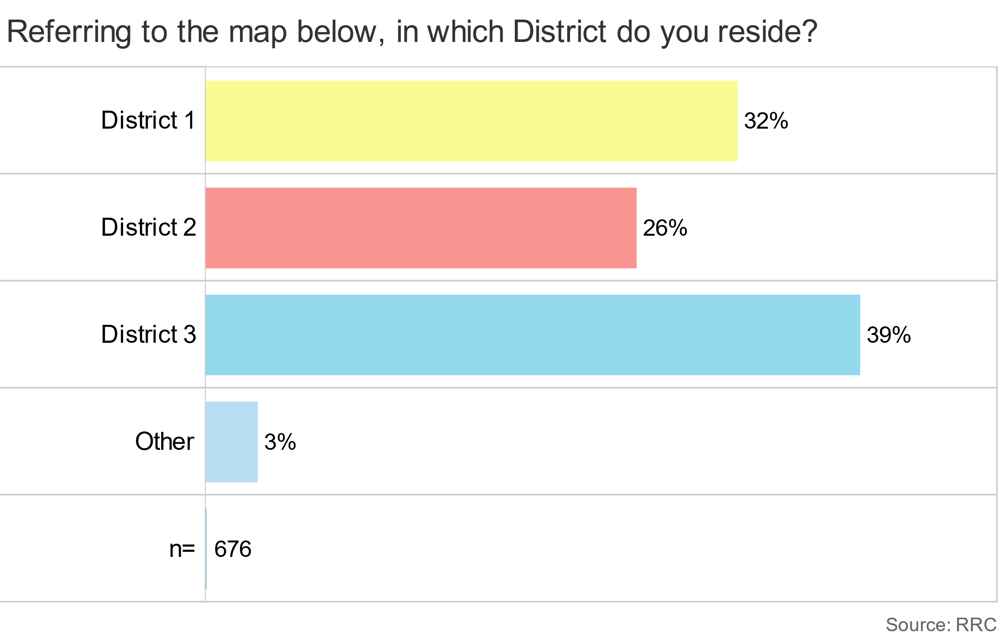 Referring to the map below, in which District do you reside?
District 1 32%
District 2 26%
District 3 39%
Other 3%
n= 676
Source: RRC